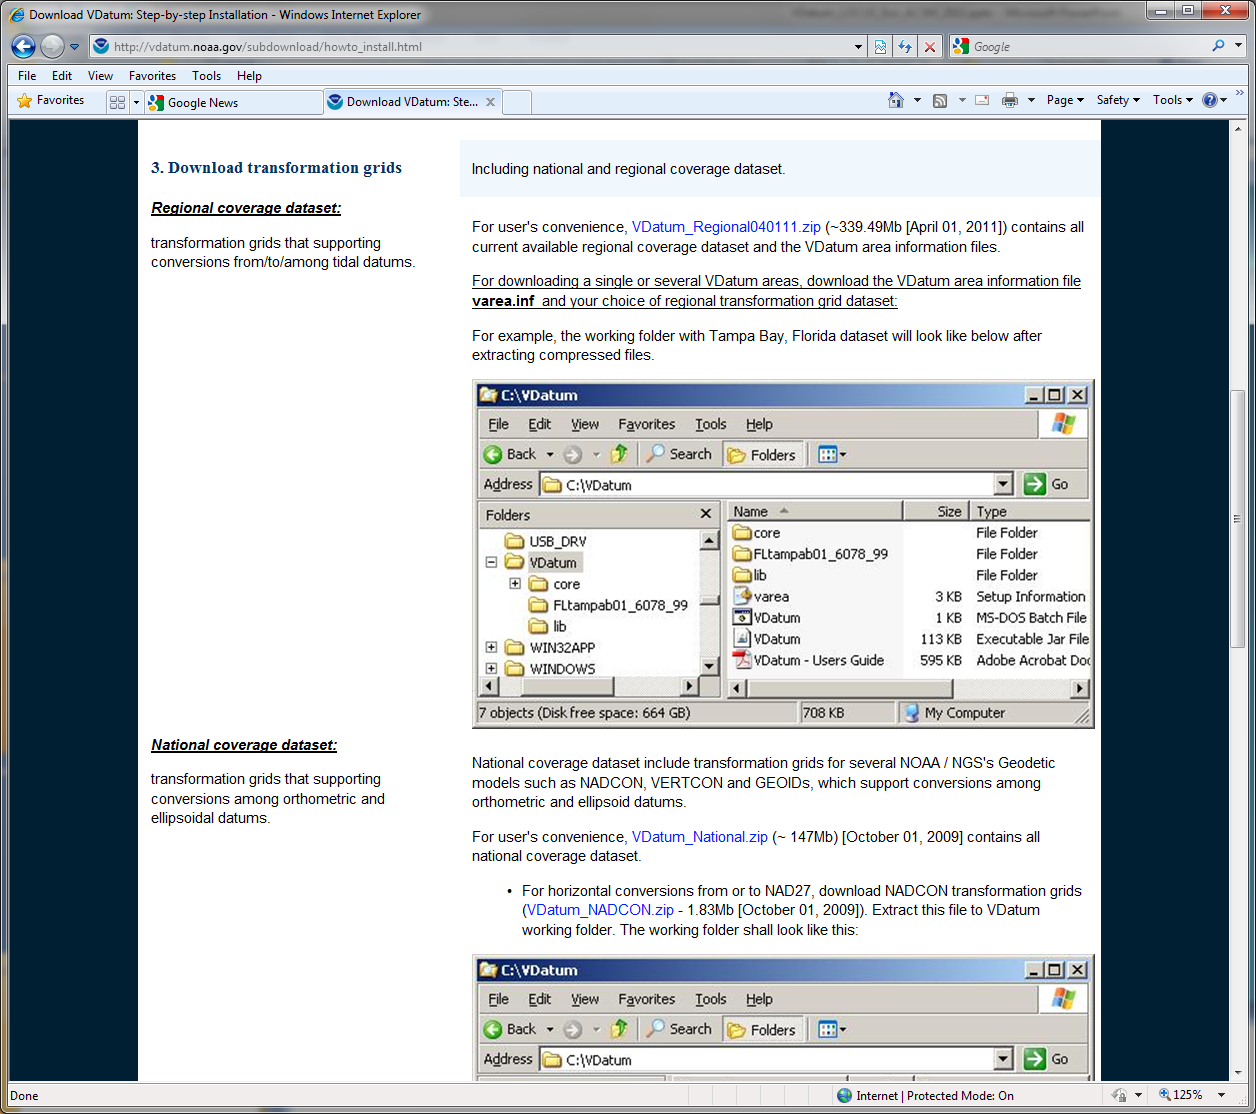 Download VDatum: Step-by-step Installation - Windows Internet Explorer
http://vdatum.noaa.gov/subdownload/howto_install.html
Google
File Edit View Favorites Tools Help
Favorites
Google News
Download VDatum: Ste...
Page Safety Tools
3. Download transformation grids
Including national and regional coverage dataset.
Regional coverage dataset:
transformation grids that supporting
conversions from/to/among tidal datums.
For user's convenience, VDatum_Regional040111.zip (~339.49Mb [April 01, 2011]) contains all
current available regional coverage dataset and the VDatum area information files.
For downloading a single or several VDatum areas, download the VDatum area information file
varea.inf and your choice of regional transformation grid dataset:
For example, the working folder with Tampa Bay, Florida dataset will look like below after
extracting compressed files.
C:\VDatum
File Edit View Favorites Tools Help
Back Search Folders
Address C:\VDatum Go
Folders
USB_DRV
VDatum
core
FLtampab01_6078_99
lib
WIN32APP
WINDOWS
Name Size Type
core File Folder
FLtampab01_6078_99 File Folder
lib File Folder
varea 3 KB Setup Information
VDatum 1 KB MS-DOS Batch File
VDatum 113 KB Executable Jar File
VDatum - Users Guide 595 KB Adobe Acrobat Doc
7 objects (Disk free space: 664 GB) 708 KB My Computer
National coverage dataset:
transformation grids that supporting
conversions among orthometric and
ellipsoidal datums.
National coverage dataset include transformation grids for several NOAA / NGS's Geodetic
models such as NADCON, VERTCON and GEOIDs, which support conversions among
orthometric and ellipsoid datums.
For user's convenience, VDatum_National.zip (~ 147Mb) [October 01, 2009] contains all
national coverage dataset.
• For horizontal conversions from or to NAD27, download NADCON transformation grids
(VDatum_NADCON.zip - 1.83Mb [October 01, 2009]). Extract this file to VDatum
working folder. The working folder shall look like this:
C:\VDatum
File Edit View Favorites Tools Help
Back Search Folders
Address C:\VDatum Go
Done
Internet | Protected Mode: On
125%